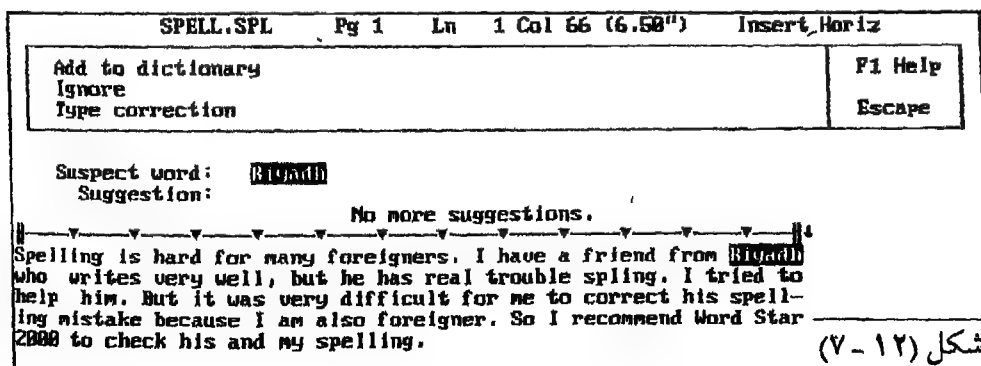 SPELL.SPL Pg 1 Ln 1 Col 66 (6.50") Insert Horiz
Add to dictionary
Ignore
Type correction
F1 Help
Escape
Suspect word: Riyadh
Suggestion:
No more suggestions.
Spelling is hard for many foreigners. I have a friend from Riyadh
who writes very well, but he has real trouble spling. I tried to
help him. But it was very difficult for me to correct his spell-
ing mistake because I am also foreigner. So I recommend Word Star
2000 to check his and my spelling.
شكل (١٢ - ٧)